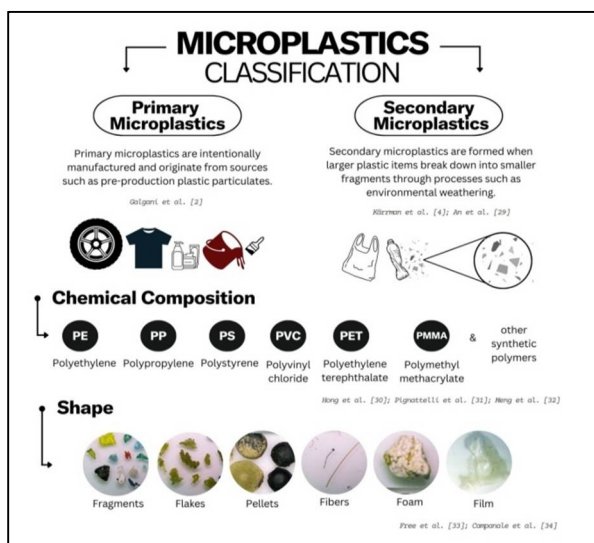 MICROPLASTICS
CLASSIFICATION
Primary
Microplastics
Primary microplastics are intentionally
manufactured and originate from sources
such as pre-production plastic particulates.
Galgani et al. [2]
Secondary
Microplastics
Secondary microplastics are formed when
larger plastic items break down into smaller
fragments through processes such as
environmental weathering.
Kärrman et al. [4]; An et al. [29]
Chemical Composition
PE
PP
PS
PVC
PET
PMMA
&
other
synthetic
polymers
Polyethylene
Polypropylene
Polystyrene
Polyvinyl
chloride
Polyethylene
terephthalate
Polymethyl
methacrylate
Hong et al. [30]; Pignattelli et al. [31]; Meng et al. [32]
Shape
Fragments
Flakes
Pellets
Fibers
Foam
Film
Free et al. [33]; Campanale et al. [34]